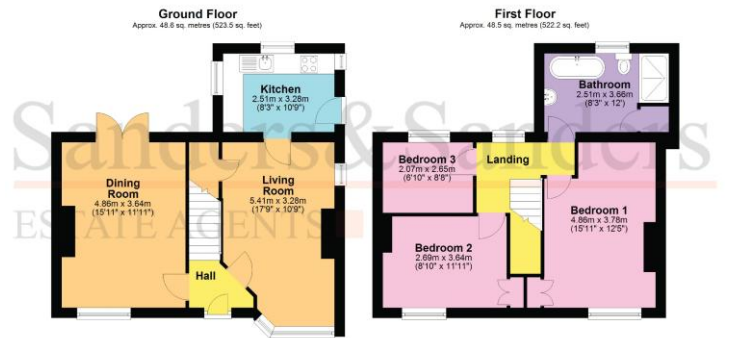 Ground Floor
Approx. 48.6 sq. metres (523.5 sq. feet)
Kitchen
2.51m x 3.28m
(8'3" x 10'9")
Dining
Room
4.86m x 3.64m
(15'11" x 11'11")
Living
Room
5.41m x 3.28m
(17'9" x 10'9")
Hall
First Floor
Approx. 48.5 sq. metres (522.2 sq. feet)
Bathroom
2.51m x 3.66m
(8'3" x 12')
Bedroom 3
2.07m x 2.65m
(6'10" x 8'8")
Landing
Bedroom 1
4.86m x 3.78m
(15'11" x 12'5")
Bedroom 2
2.69m x 3.64m
(8'10" x 11'11")
Sanders&Sanders
ESTATE AGENTS